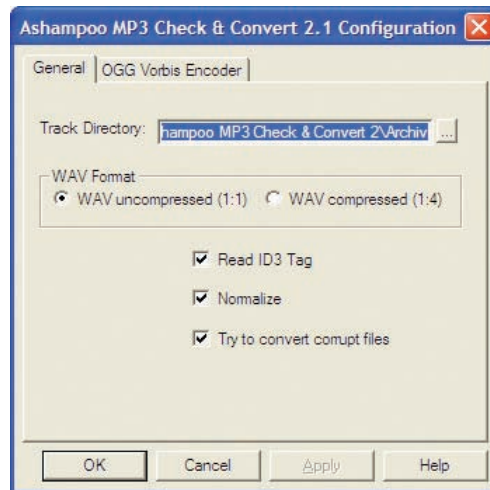 Ashampoo MP3 Check & Convert 2.1 Configuration
General
OGG Vorbis Encoder
Track Directory: hampoo MP3 Check & Convert 2\Archiv ...
WAV Format
WAV uncompressed (1:1) WAV compressed (1:4)
Read ID3 Tag
Normalize
Try to convert corrupt files
OK Cancel Apply Help